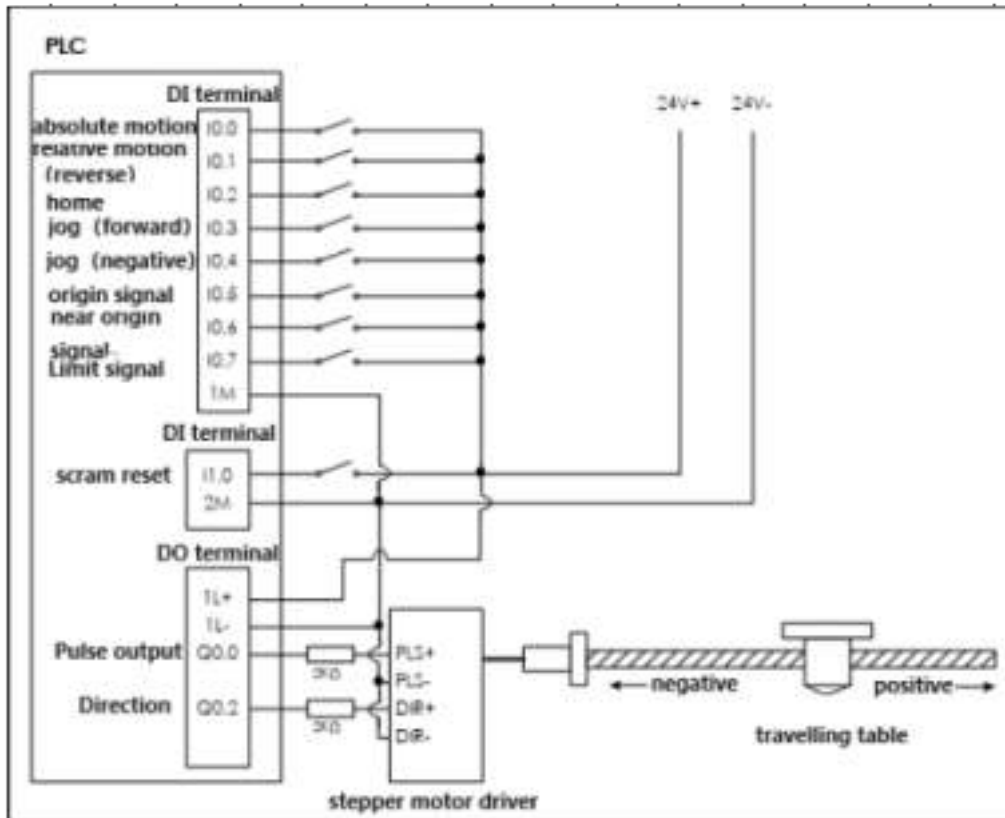 PLC
DI terminal
24V+ 24V-
absolute motion I0.0
relative motion I0.1
(reverse)
home I0.2
jog (forward) I0.3
jog (negative) I0.4
origin signal I0.5
near origin I0.6
signal
Limit signal I0.7
1M
DI terminal
scram reset I1.0
2M
DO terminal
1L+
1L-
Pulse output Q0.0 2KΩ PLS+
PLS-
Direction Q0.2 2KΩ DIR+
DIR-
negative positive
travelling table
stepper motor driver